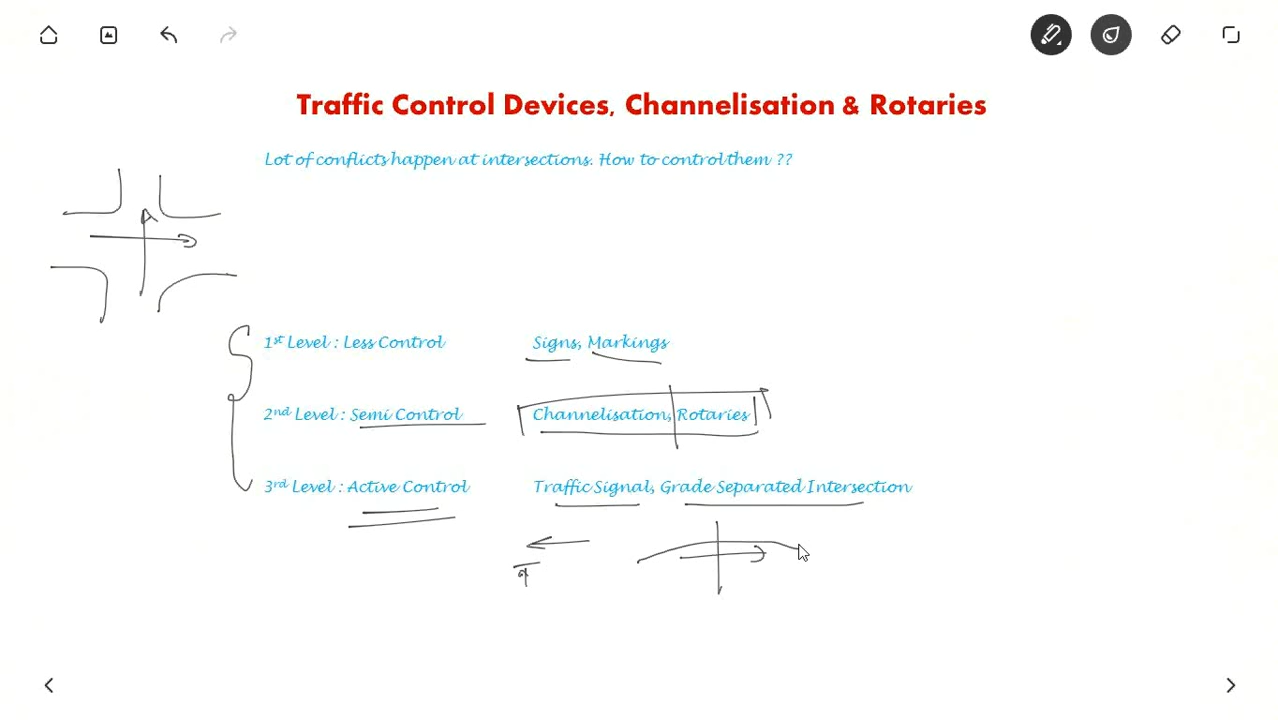 Traffic Control Devices, Channelisation & Rotaries
Lot of conflicts happen at intersections. How to control them ??
1st Level : Less Control Signs, Markings
2nd Level : Semi Control Channelisation, Rotaries
3rd Level : Active Control Traffic Signal, Grade Separated Intersection